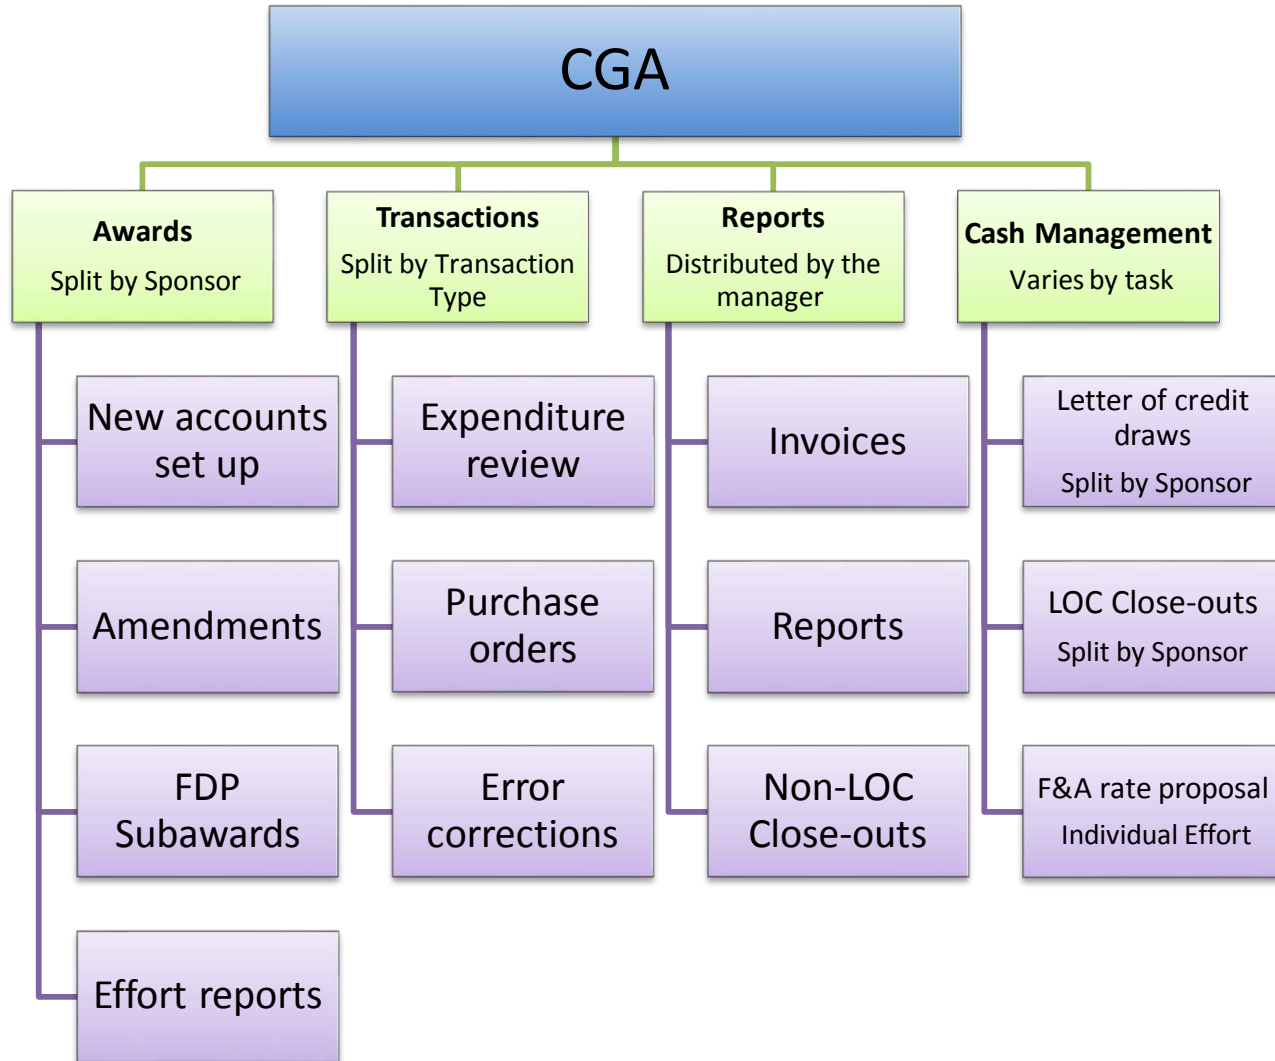 CGA
Awards
Split by Sponsor
New accounts
set up
Amendments
FDP
Subawards
Effort reports
Transactions
Split by Transaction
Type
Expenditure
review
Purchase
orders
Error
corrections
Reports
Distributed by the
manager
Invoices
Reports
Non-LOC
Close-outs
Cash Management
Varies by task
Letter of credit
draws
Split by Sponsor
LOC Close-outs
Split by Sponsor
F&A rate proposal
Individual Effort